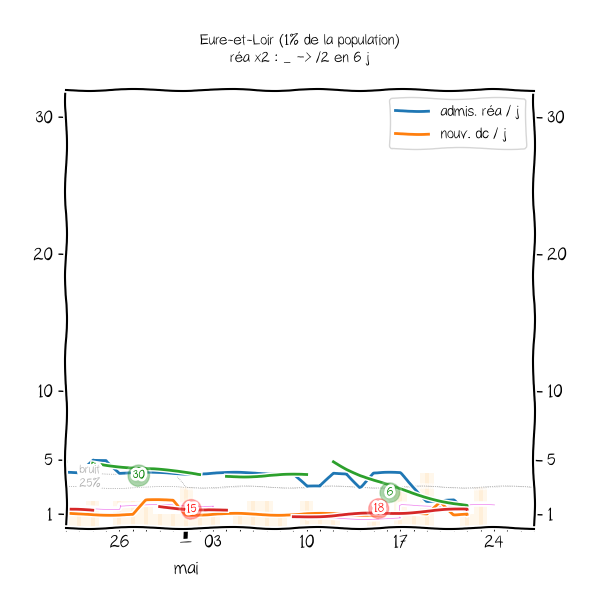 Eure-et-Loir (1% de la population)
réa x2 : _ -> /2 en 6 j
admis. réa / j
nouv. dc / j
30 30
20 20
10 10
5 5
1 1
bruit
25%
30
6
15
18
26 1 03 10 17 24
mai